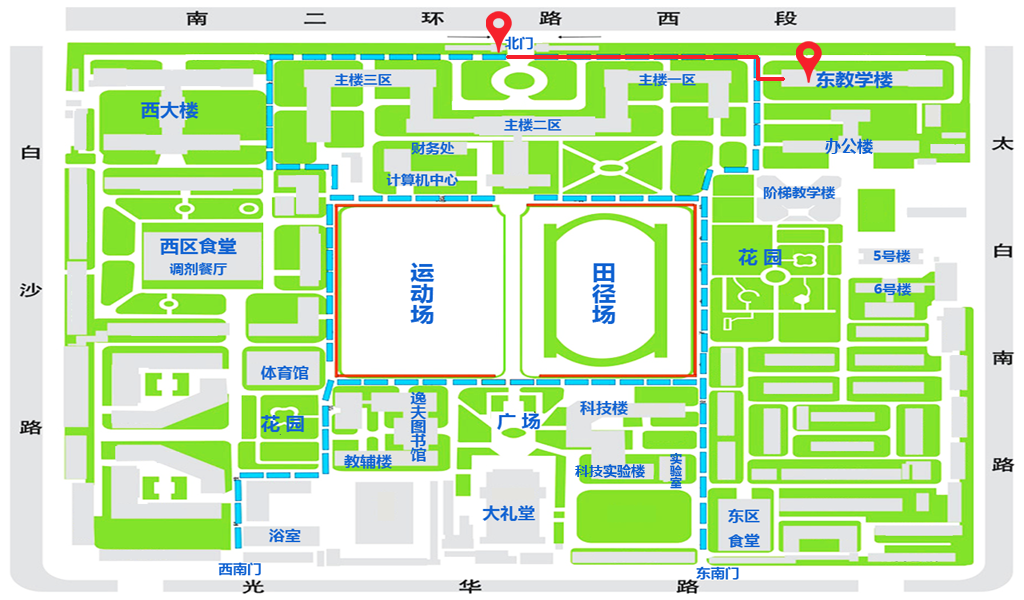 南二环路西段
北门
主楼三区
主楼一区
东教学楼
西大楼
主楼二区
财务处
办公楼
计算机中心
阶梯教学楼
白沙路
太白南路
西区食堂
调剂餐厅
运动场
田径场
花园
5号楼
6号楼
体育馆
花园
逸夫图书馆
广场
科技楼
教辅楼
科技实验楼
实验室
大礼堂
东区
食堂
浴室
西南门
东南门
光华路